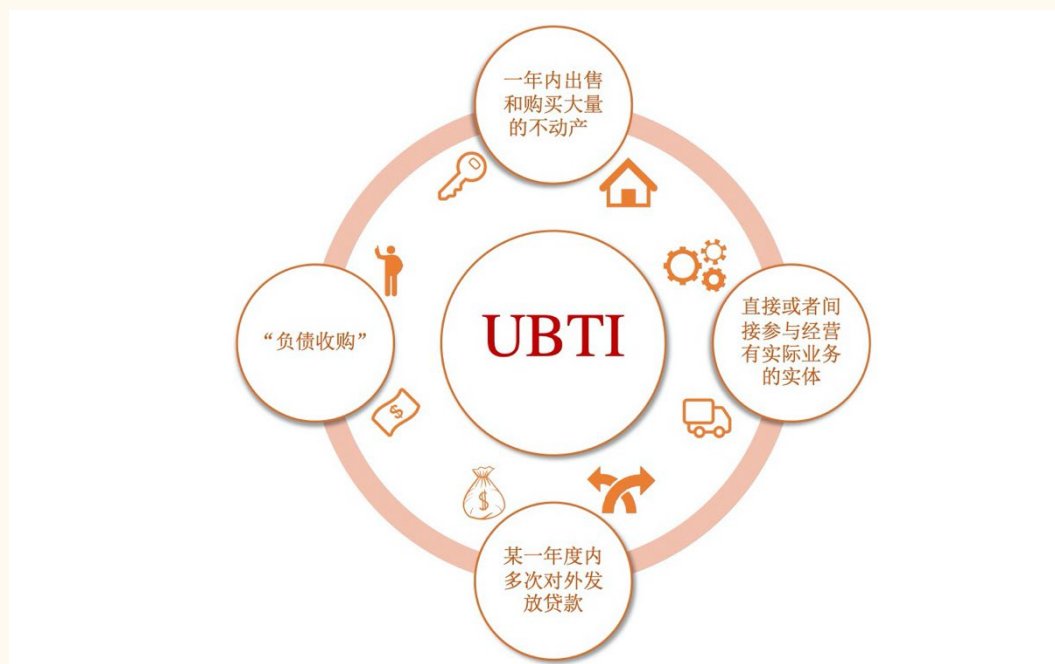 一年内出售
和购买大量
的不动产
“负债收购”
UBTI
直接或者间
接参与经营
有实际业务
的实体
某一年度内
多次对外发
放贷款